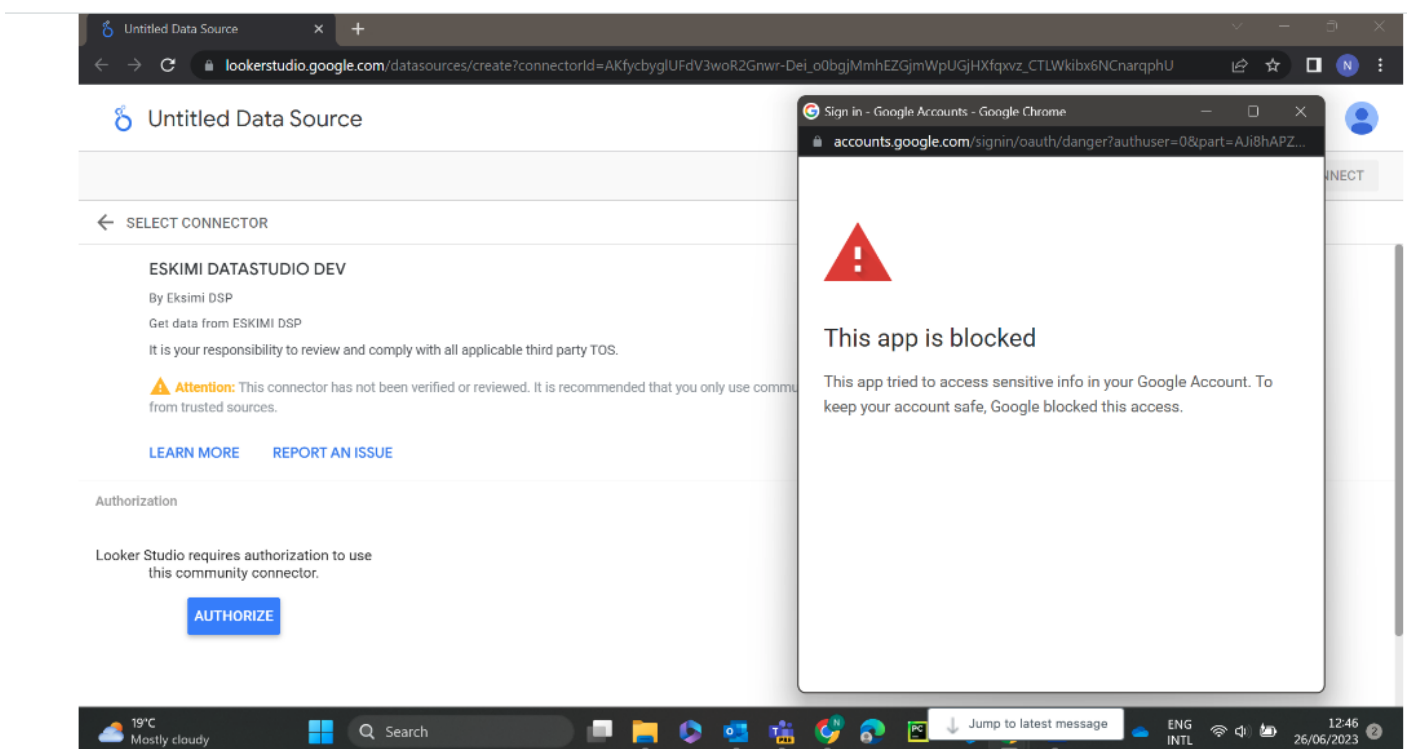 Untitled Data Source
lookerstudio.google.com/datasources/create?connectorId=AKfycbyglUFdV3woR2Gnwr-Dei_o0bgjMmhEZGjmWpUGjHXfqxvz_CTLWkibx6NCnarqphU
N
Untitled Data Source
Sign in - Google Accounts - Google Chrome
accounts.google.com/signin/oauth/danger?authuser=0&part=AJi8hAPZ...
NNECT
SELECT CONNECTOR
ESKIMI DATASTUDIO DEV
By Eksimi DSP
Get data from ESKIMI DSP
It is your responsibility to review and comply with all applicable third party TOS.
Attention: This connector has not been verified or reviewed. It is recommended that you only use commu
from trusted sources.
LEARN MORE REPORT AN ISSUE
This app is blocked
This app tried to access sensitive info in your Google Account. To
keep your account safe, Google blocked this access.
Authorization
Looker Studio requires authorization to use
this community connector.
AUTHORIZE
19°C
Mostly cloudy
Search
Jump to latest message
ENG
INTL
12:46
26/06/2023
2